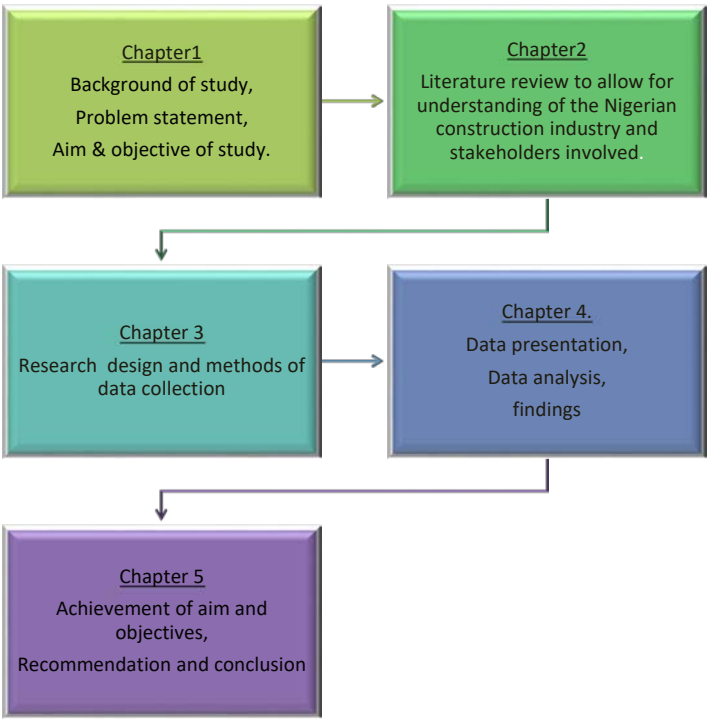 Chapter1
Background of study,
Problem statement,
Aim & objective of study.
Chapter2
Literature review to allow for
understanding of the Nigerian
construction industry and
stakeholders involved.
Chapter 3
Research design and methods of
data collection
Chapter 4.
Data presentation,
Data analysis,
findings
Chapter 5
Achievement of aim and
objectives,
Recommendation and conclusion